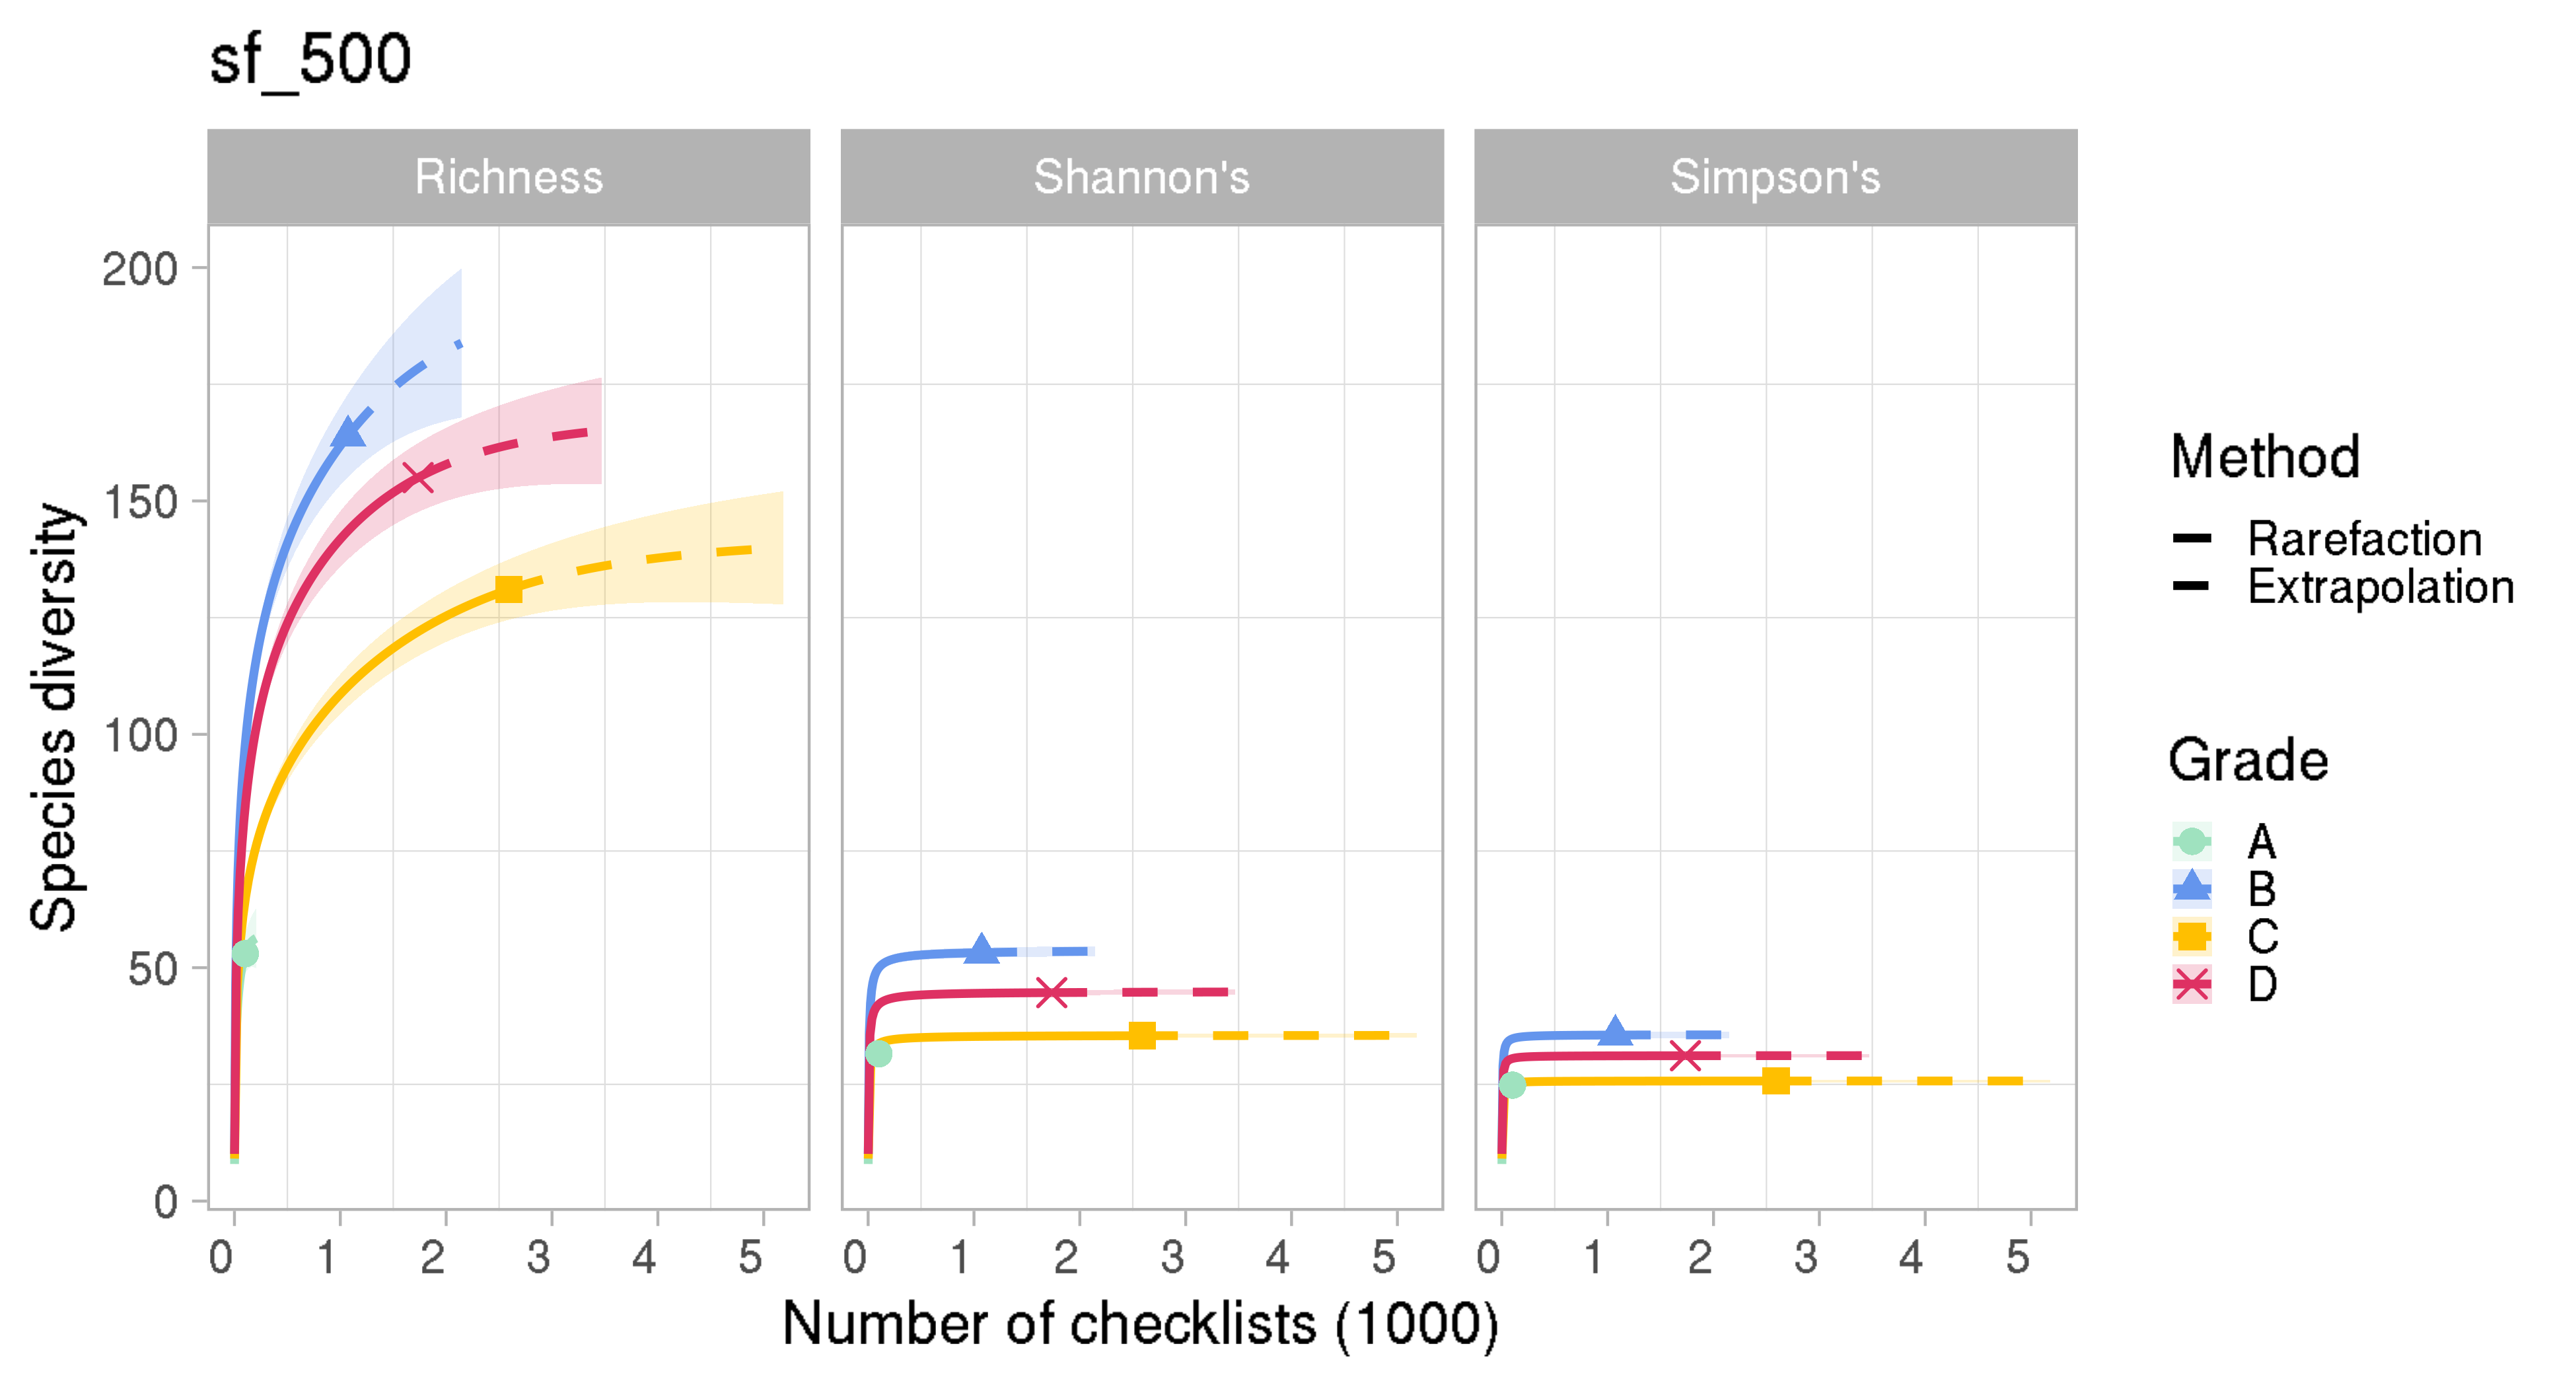 sf_500
Richness
Shannon's
Simpson's
200
150
100
50
0
Species diversity
0 1 2 3 4 5
0 1 2 3 4 5
0 1 2 3 4 5
Number of checklists (1000)
Method
Rarefaction
Extrapolation
Grade
A
B
C
D